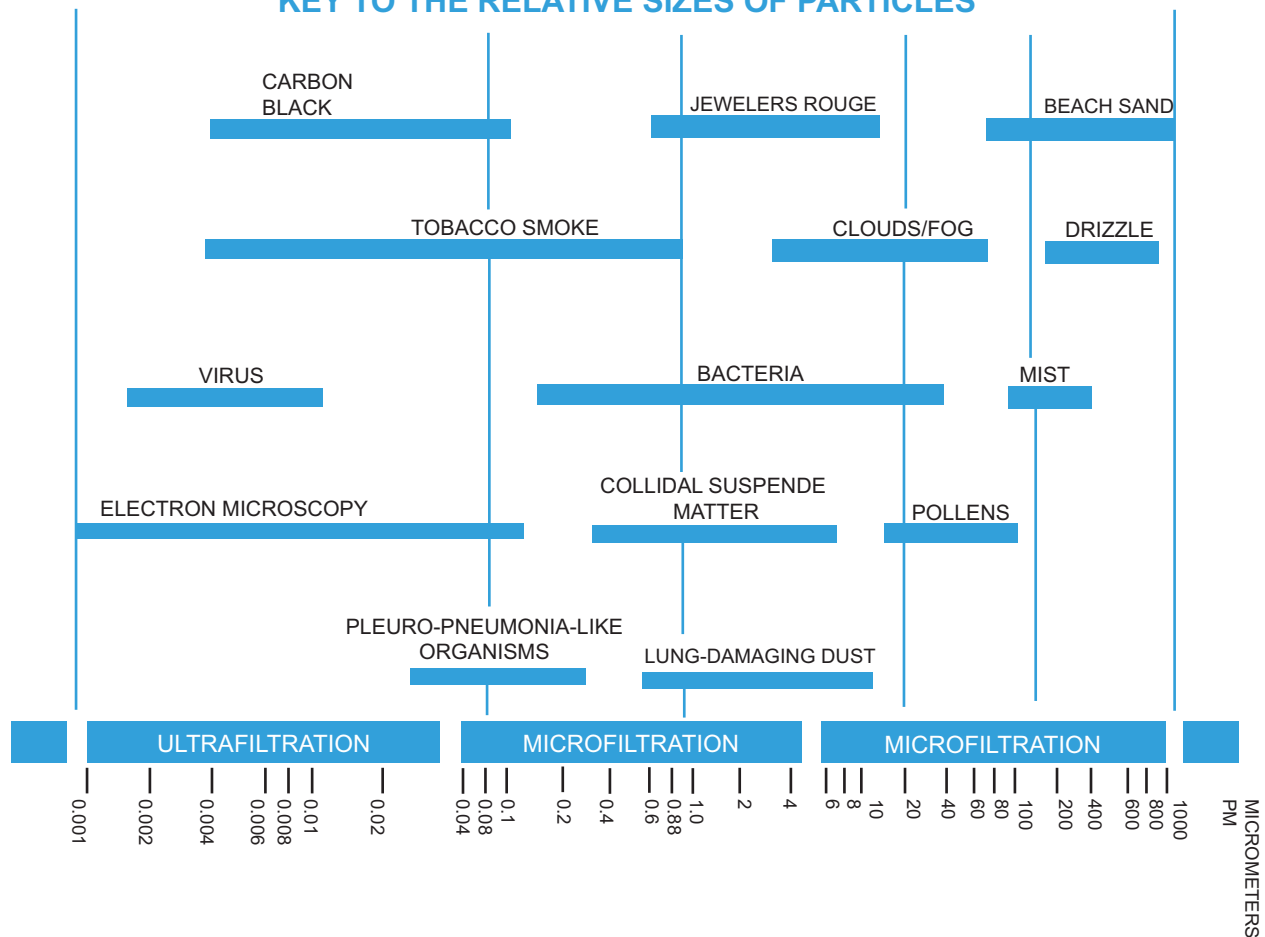 KEY TO THE RELATIVE SIZES OF PARTICLES
CARBON
BLACK
JEWELERS ROUGE
BEACH SAND
TOBACCO SMOKE
CLOUDS/FOG
DRIZZLE
VIRUS
BACTERIA
MIST
ELECTRON MICROSCOPY
COLLIDAL SUSPENDE
MATTER
POLLENS
PLEURO-PNEUMONIA-LIKE
ORGANISMS
LUNG-DAMAGING DUST
ULTRAFILTRATION
MICROFILTRATION
MICROFILTRATION
0.001
0.002
0.004
0.006
0.008
0.01
0.02
0.04
0.08
0.1
0.2
0.4
0.6
0.88
1.0
2
4
6
8
10
20
40
60
80
100
200
400
600
800
1000
MICROMETERS
PM